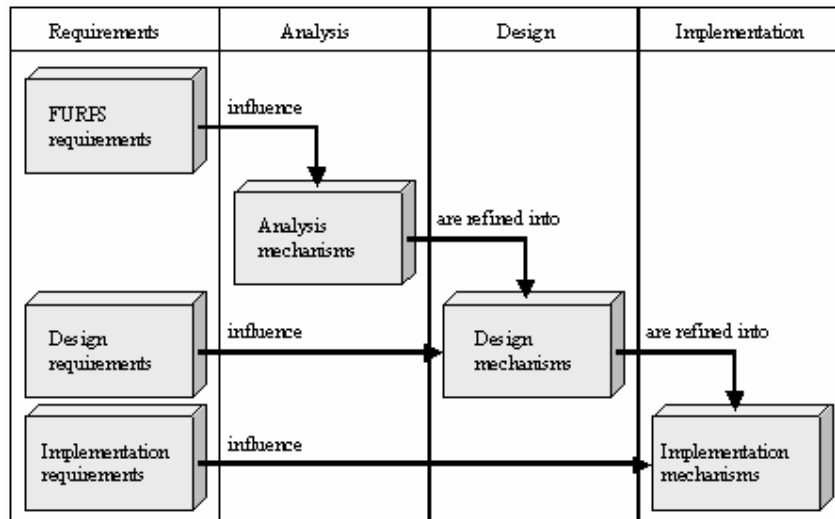 Requirements
Analysis
Design
Implementation
FURPS
requirements
influence
Analysis
mechanisms
are refined into
Design
requirements
influence
Design
mechanisms
are refined into
Implementation
requirements
influence
Implementation
mechanisms